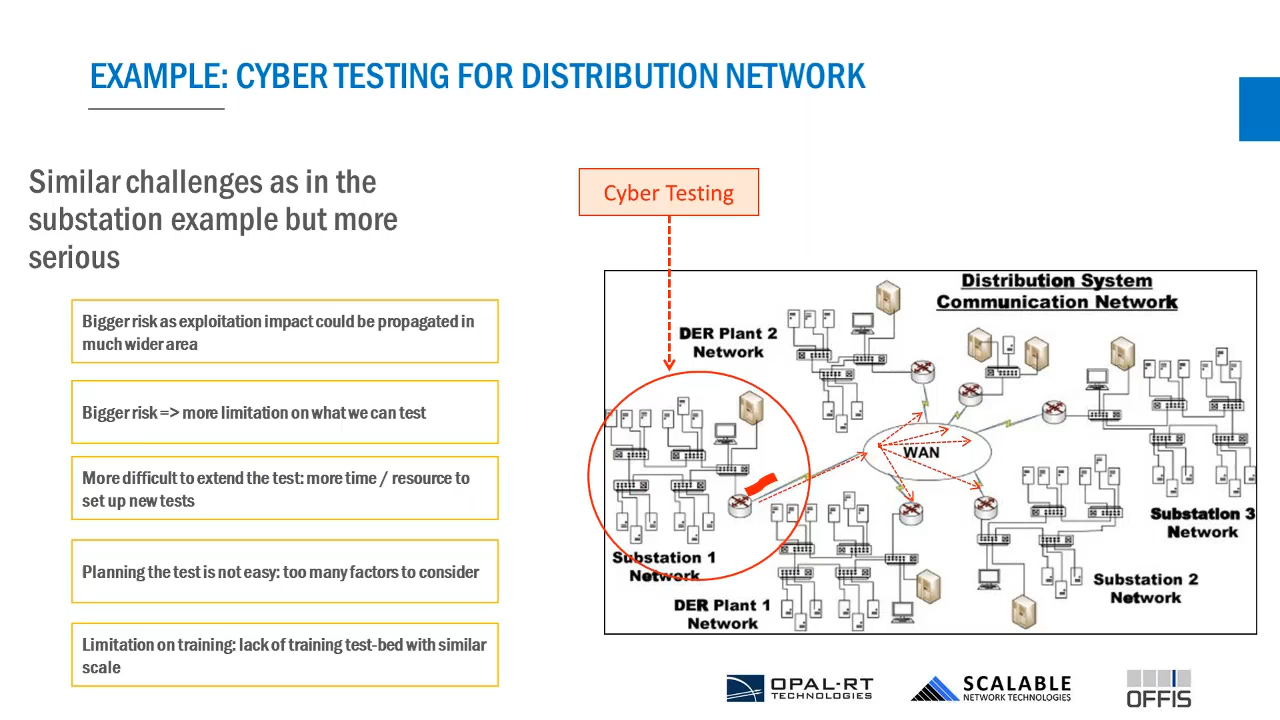 EXAMPLE: CYBER TESTING FOR DISTRIBUTION NETWORK
Similar challenges as in the
substation example but more
serious
Bigger risk as exploitation impact could be propagated in
much wider area
Bigger risk => more limitation on what we can test
More difficult to extend the test: more time / resource to
set up new tests
Planning the test is not easy: too many factors to consider
Limitation on training: lack of training test-bed with similar
scale
Cyber Testing
Distribution System
Communication Network
DER Plant 2
Network
WAN
Substation 1
Network
DER Plant 1
Network
Substation 2
Network
Substation 3
Network
OPAL-RT
TECHNOLOGIES
SCALABLE
NETWORK TECHNOLOGIES
OFFIS